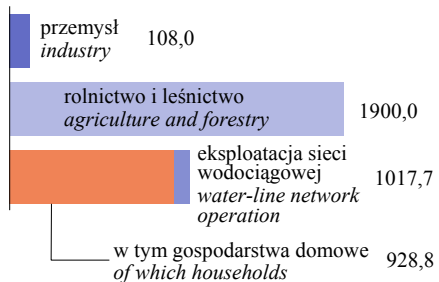 przemysł
industry
108,0
rolnictwo i leśnictwo
agriculture and forestry
1900,0
eksploatacja sieci
wodociągowej
water-line network
operation
1017,7
w tym gospodarstwa domowe
of which households
928,8